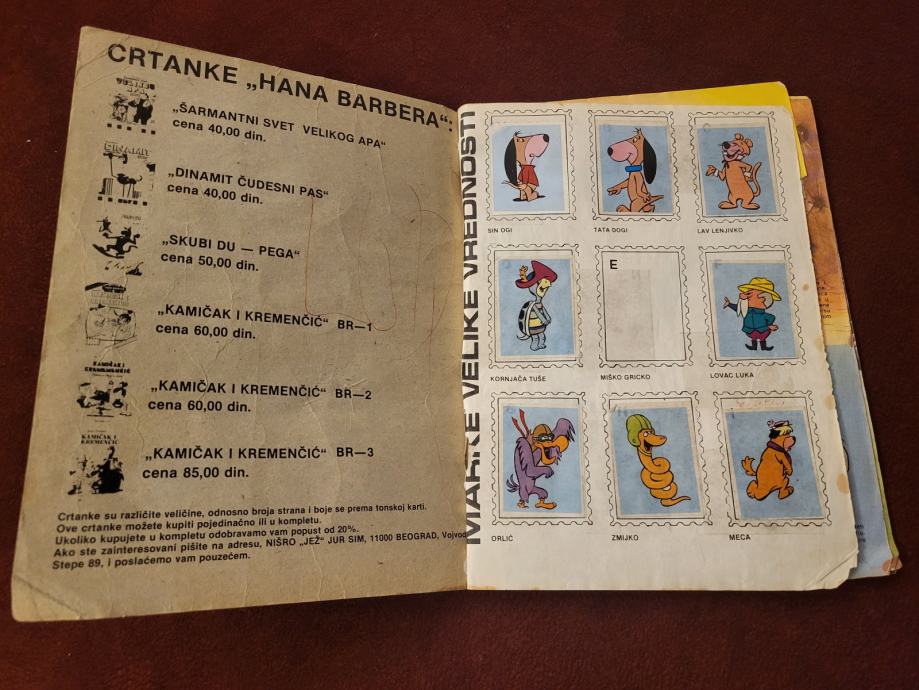 CRTANKE „HANA BARBERA“:
„ŠARMANTNI SVET VELIKOG APA“
cena 40,00 din.
„DINAMIT ČUDESNI PAS“
cena 40,00 din.
„SKUBI DU — PEGA“
cena 50,00 din.
„KAMIČAK I KREMENČIĆ“ BR—1
cena 60,00 din.
„KAMIČAK I KREMENČIĆ“ BR—2
cena 60,00 din.
KAMIČAK I
„KAMIČAK I KREMENČIĆ“ BR—3
cena 85,00 din.
Crtanke su različite veličine, odnosno broja strana i boje se prema tonskoj karti.
Ove crtanke možete kupiti pojedinačno ili u kompletu.
Ukoliko kupujete u kompletu odobravamo vam popust od 20%.
Ako ste zainteresovani pišite na adresu, NIŠRO „JEŽ“ JUR SIM, 11000 BEOGRAD, Vojvod
Stepe 89, i poslaćemo vam pouzećem.
MARKE VELIKE VREDNOSTI
SIN OGI
TATA DOGI
LAV LENJIVKO
E
F
KORNJAČA TUŠE
MIŠKO GRICKO
LOVAC LUKA
H
ORLIĆ
ZMIJKO
MECA